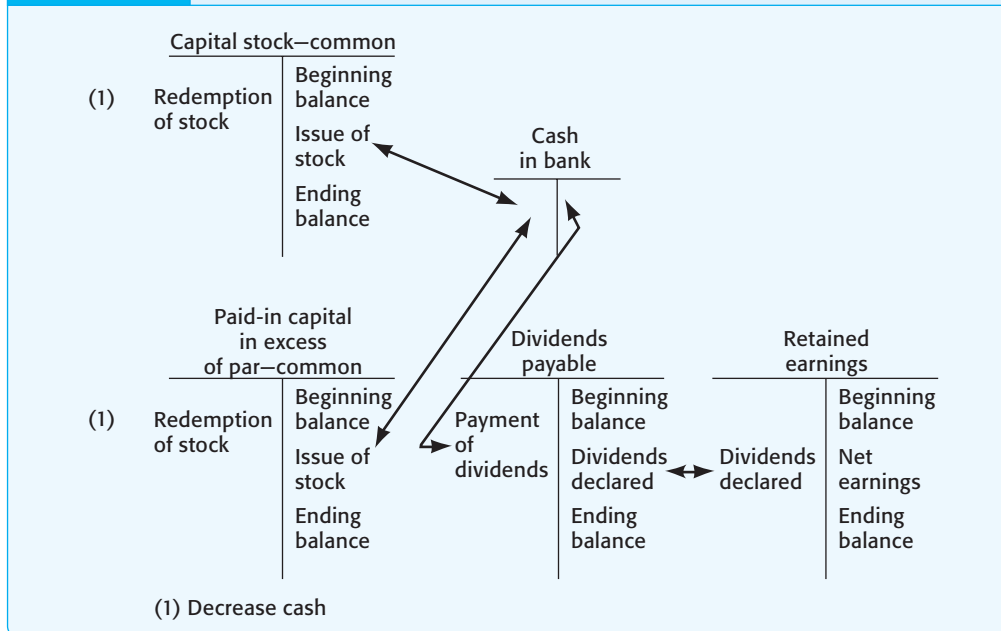 Capital stock—common
(1)
Redemption
of stock
Beginning
balance
Issue of
stock
Ending
balance
Cash
in bank
Paid-in capital
in excess
of par—common
(1)
Redemption
of stock
Beginning
balance
Issue of
stock
Ending
balance
Dividends
payable
Payment
of
dividends
Beginning
balance
Dividends
declared
Ending
balance
Retained
earnings
Dividends
declared
Beginning
balance
Net
earnings
Ending
balance
(1) Decrease cash